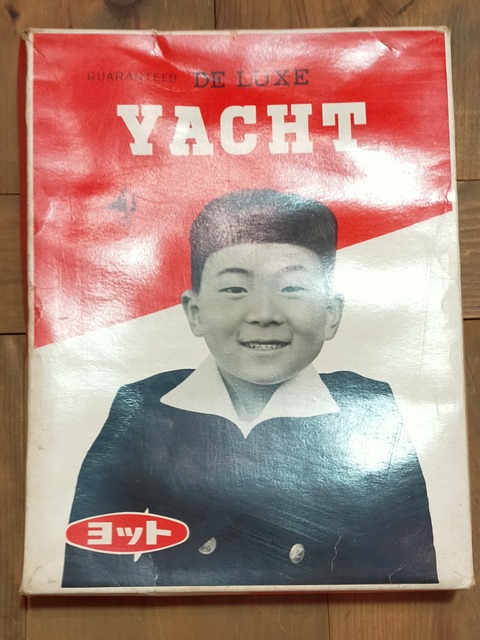 GUARANTEED DE LUXE
YACHT
ヨット